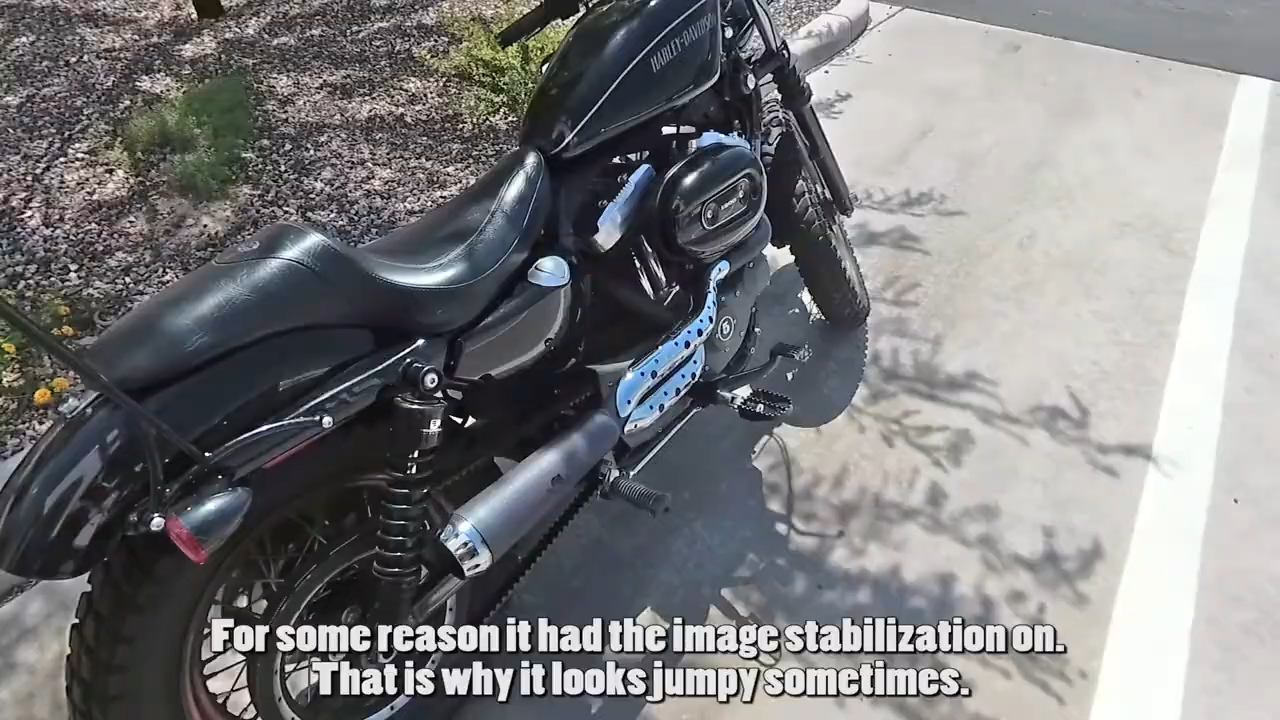 HARLEY-DAVIDSON
For some reason it had the image stabilization on.
That is why it looks jumpy sometimes.